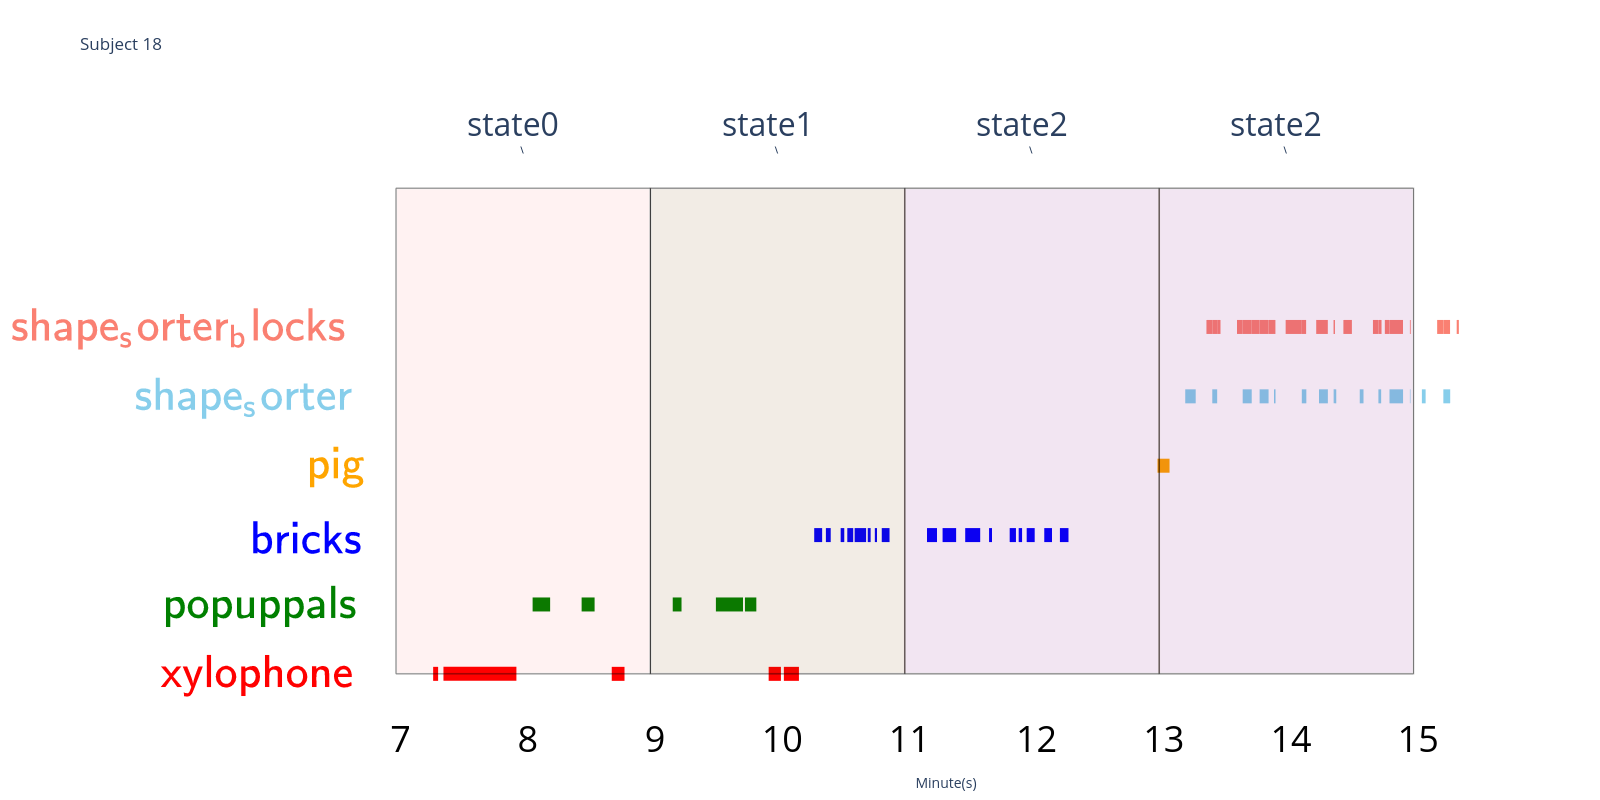 Subject 18
state0 state1 state2 state2
shapesorterblocks
shapesorter
pig
bricks
popuppals
xylophone
7 8 9 10 11 12 13 14 15
Minute(s)